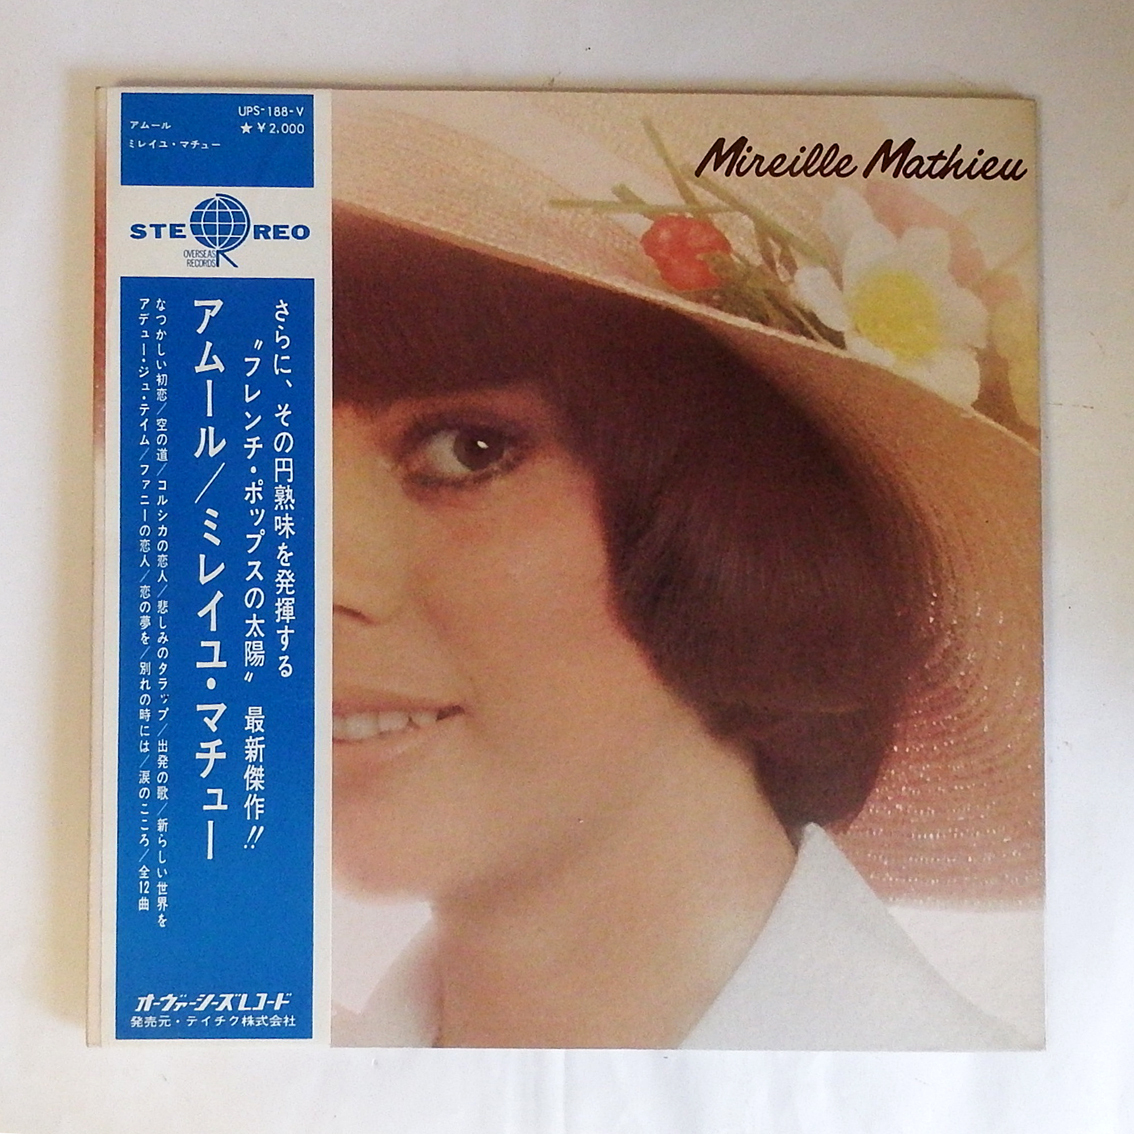 UPS-188-V
★￥2.000
アムール
ミレイユ・マチュー
STEREO
OVERSEAS
RECORDS
さらに、その円熟味を発揮する
〝フレンチ・ポップスの太陽〟 最新傑作!!
アムール／ミレイユ・マチュー
なつかしい初恋／空の道／コルシカの恋人／悲しみのタラップ／出発の歌／新らしい世界を
アデュー・ジュ・テイム／ファニーの恋人／恋の夢を／別れの時には／涙のこころ／全12曲
オーヴァーシーズレコード
発売元・テイチク株式会社
Mireille Mathieu